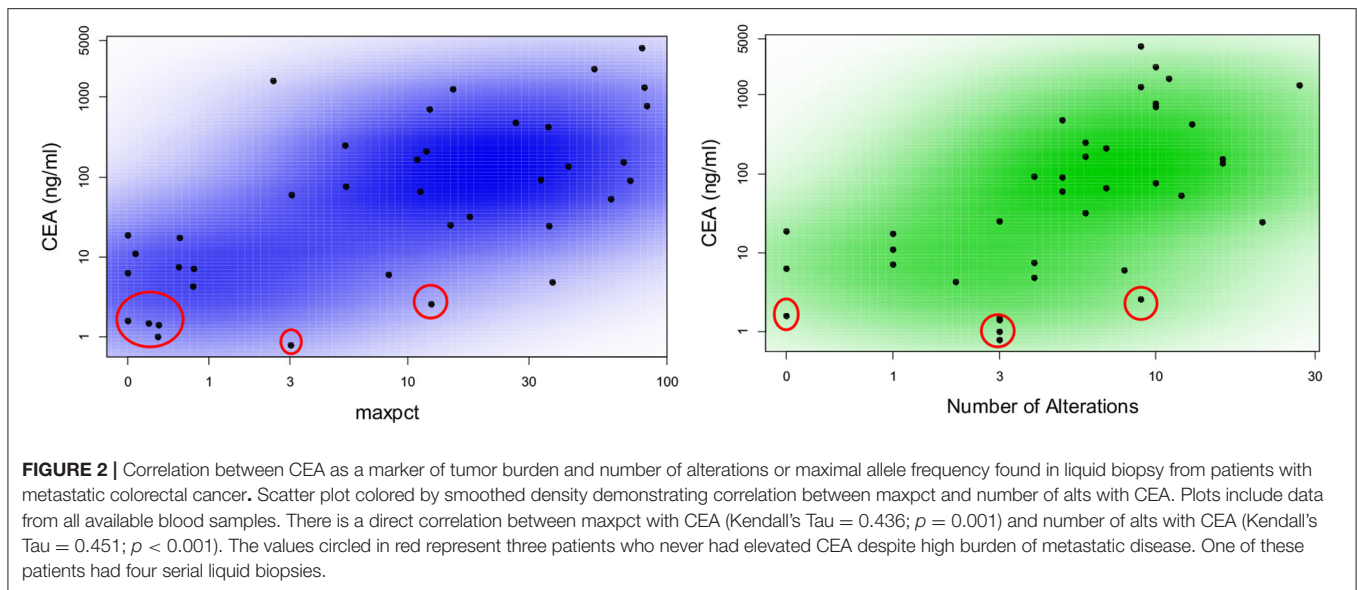 5000
1000
100
10
1
CEA (ng/ml)
0 1 3 10 30 100
maxpct
5000
1000
100
10
1
CEA (ng/ml)
0 1 3 10 30
Number of Alterations
FIGURE 2 | Correlation between CEA as a marker of tumor burden and number of alterations or maximal allele frequency found in liquid biopsy from patients with
metastatic colorectal cancer. Scatter plot colored by smoothed density demonstrating correlation between maxpct and number of alts with CEA. Plots include data
from all available blood samples. There is a direct correlation between maxpct with CEA (Kendall's Tau = 0.436; p = 0.001) and number of alts with CEA (Kendall's
Tau = 0.451; p < 0.001). The values circled in red represent three patients who never had elevated CEA despite high burden of metastatic disease. One of these
patients had four serial liquid biopsies.